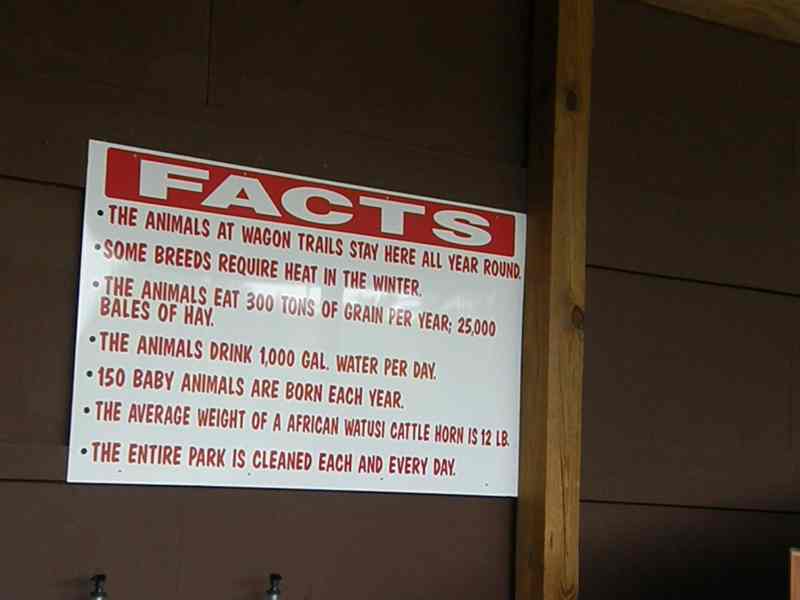 FACTS
• THE ANIMALS AT WAGON TRAILS STAY HERE ALL YEAR ROUND.
• SOME BREEDS REQUIRE HEAT IN THE WINTER.
• THE ANIMALS EAT 300 TONS OF GRAIN PER YEAR; 25,000
BALES OF HAY.
• THE ANIMALS DRINK 1,000 GAL. WATER PER DAY.
• 150 BABY ANIMALS ARE BORN EACH YEAR.
• THE AVERAGE WEIGHT OF A AFRICAN WATUSI CATTLE HORN IS 12 LB.
• THE ENTIRE PARK IS CLEANED EACH AND EVERY DAY.